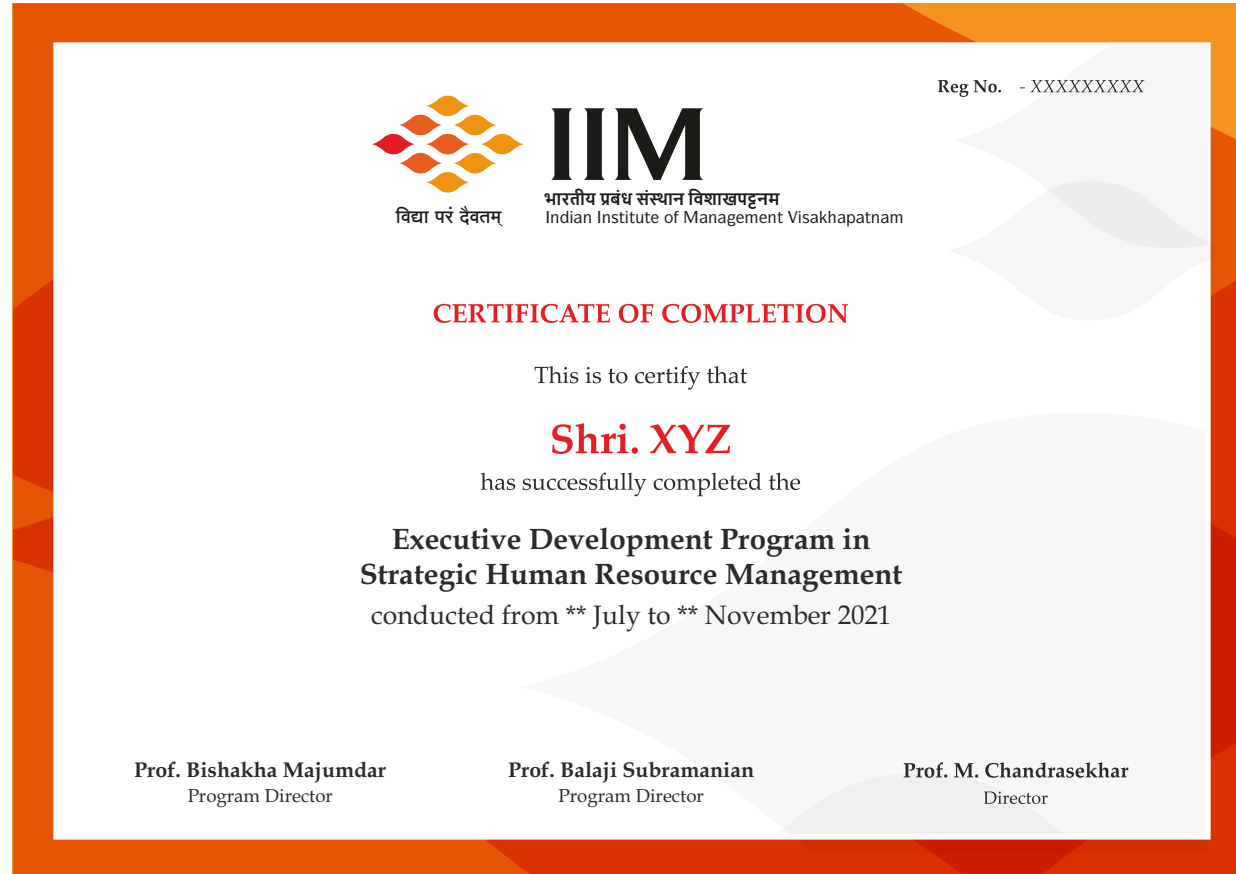 Reg No. - XXXXXXXXX
IIM
भारतीय प्रबंध संस्थान विशाखपट्टनम
विद्या परं दैवतम्
Indian Institute of Management Visakhapatnam
CERTIFICATE OF COMPLETION
This is to certify that
Shri. XYZ
has successfully completed the
Executive Development Program in
Strategic Human Resource Management
conducted from ** July to ** November 2021
Prof. Bishakha Majumdar
Program Director
Prof. Balaji Subramanian
Program Director
Prof. M. Chandrasekhar
Director